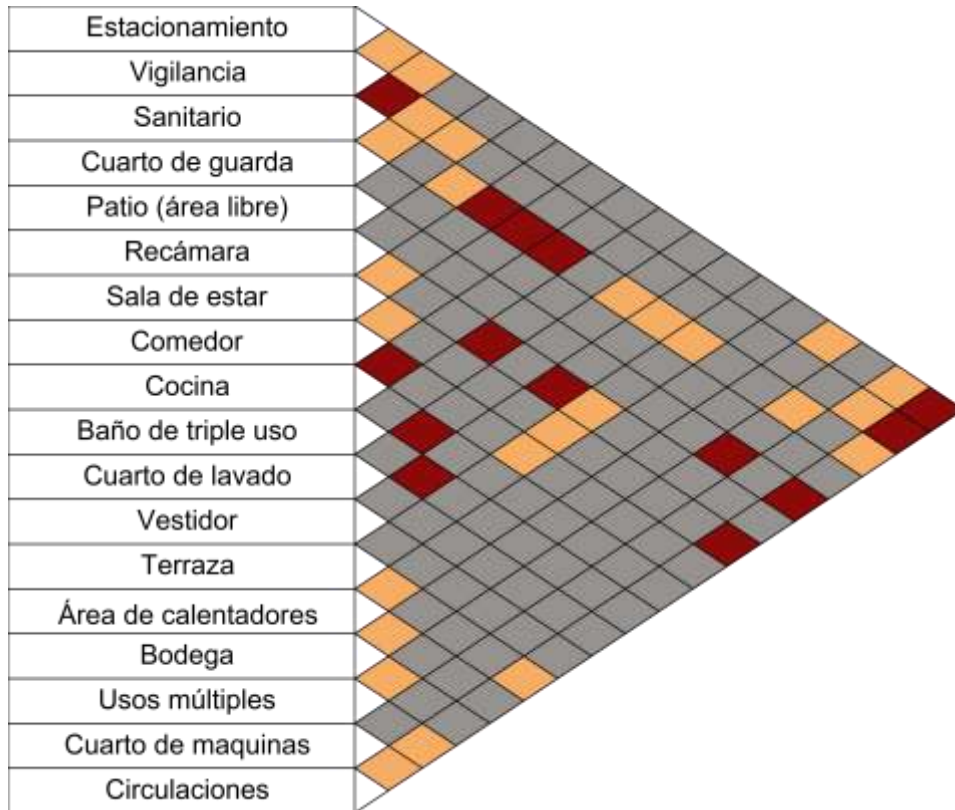 Estacionamiento
Vigilancia
Sanitario
Cuarto de guarda
Patio (área libre)
Recámara
Sala de estar
Comedor
Cocina
Baño de triple uso
Cuarto de lavado
Vestidor
Terraza
Área de calentadores
Bodega
Usos múltiples
Cuarto de maquinas
Circulaciones